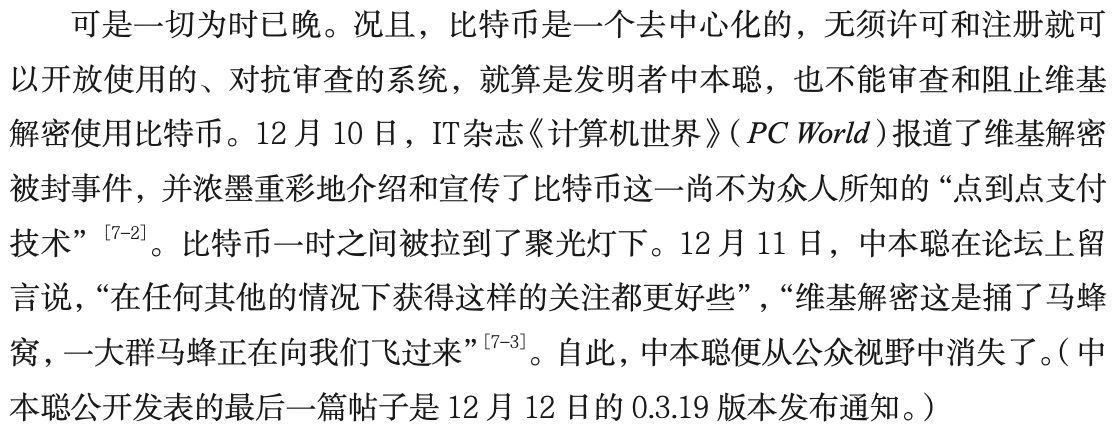 可是一切为时已晚。况且，比特币是一个去中心化的，无须许可和注册就可
以开放使用的、对抗审查的系统，就算是发明者中本聪，也不能审查和阻止维基
解密使用比特币。12 月 10 日，IT杂志《计算机世界》（PC World）报道了维基解密
被封事件，并浓墨重彩地介绍和宣传了比特币这一尚不为众人所知的“点到点支付
技术”[7-2]。比特币一时之间被拉到了聚光灯下。12 月 11 日，中本聪在论坛上留
言说，“在任何其他的情况下获得这样的关注都更好些”，“维基解密这是捅了马蜂
窝，一大群马蜂正在向我们飞过来”[7-3]。自此，中本聪便从公众视野中消失了。（中
本聪公开发表的最后一篇帖子是 12 月 12 日的 0.3.19 版本发布通知。）